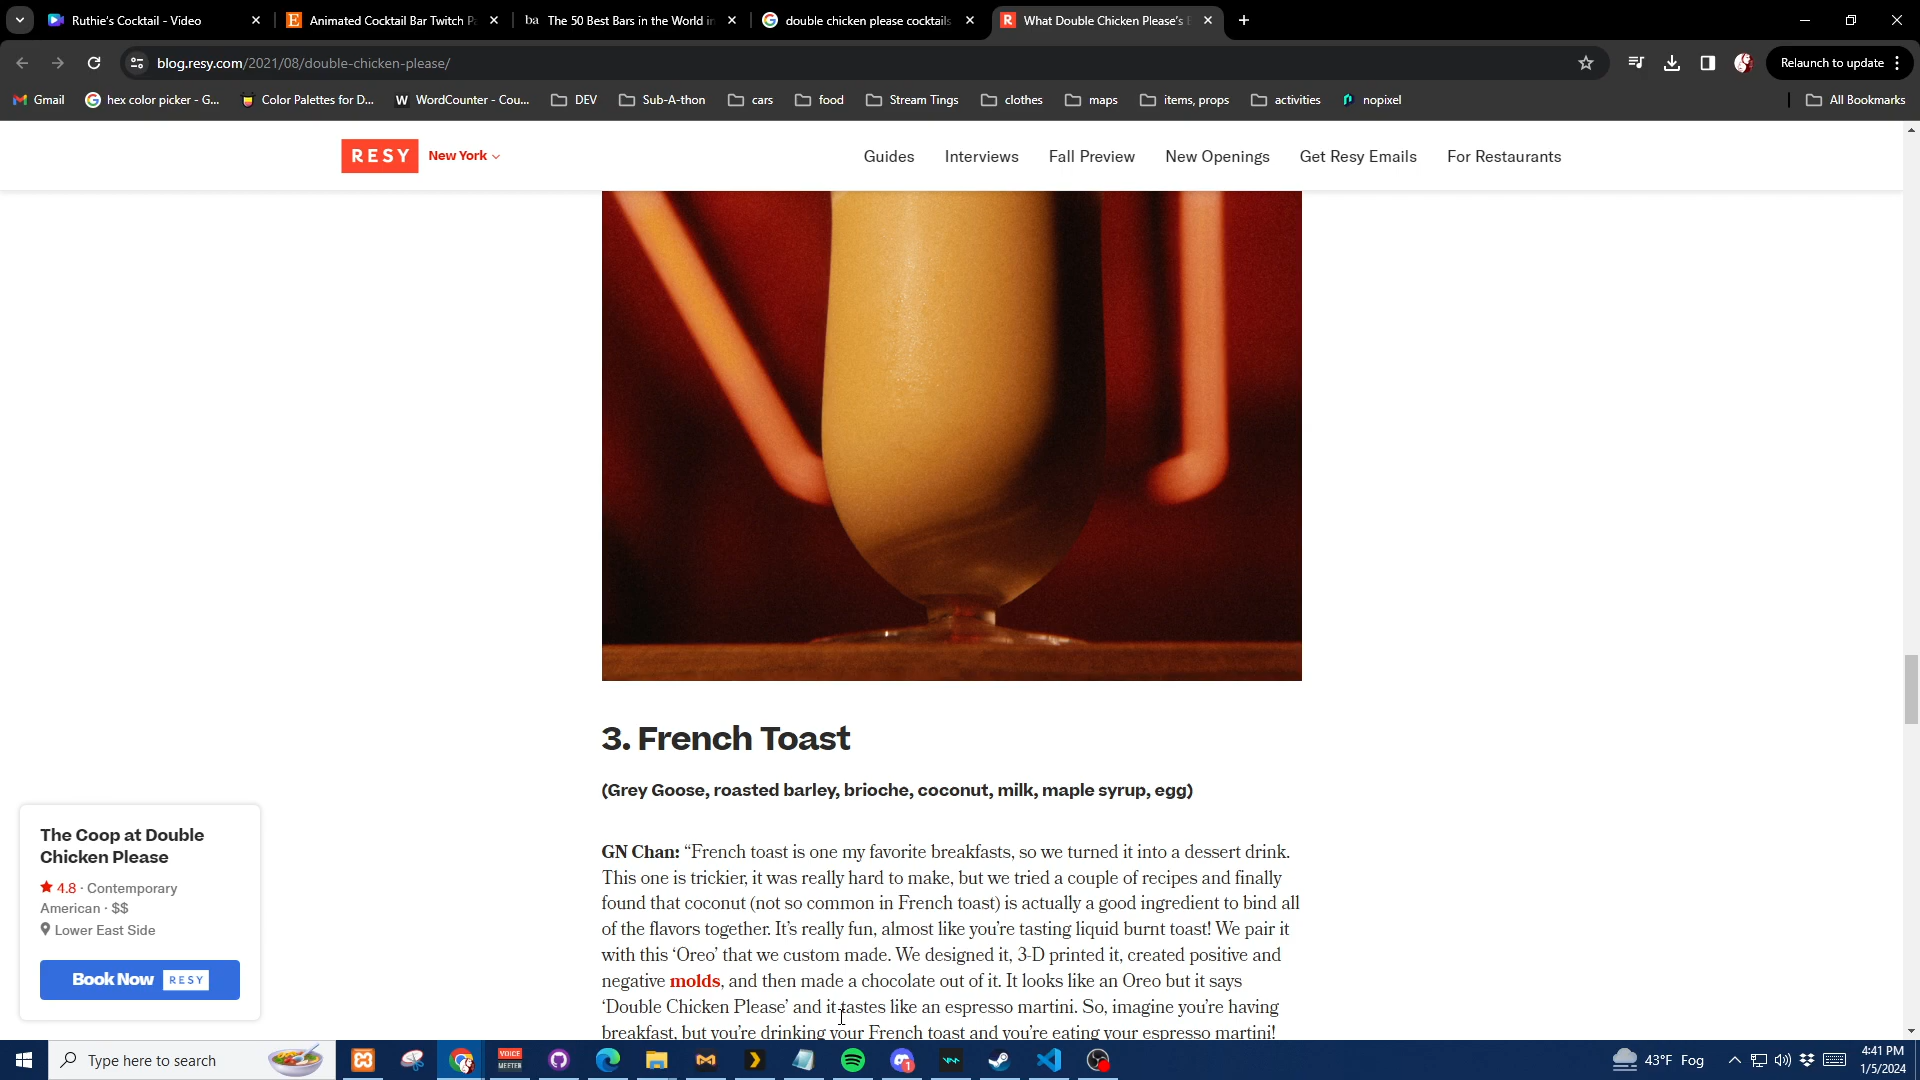 Ruthie's Cocktail - Video
Animated Cocktail Bar Twitch P
ba The 50 Best Bars in the World in
double chicken please cocktails
R What Double Chicken Please's
blog.resy.com/2021/08/double-chicken-please/
Relaunch to update
Gmail
hex color picker - G...
Color Palettes for D...
W WordCounter - Cou...
DEV
Sub-A-thon
cars
food
Stream Tings
clothes
maps
items, props
activities
nopixel
All Bookmarks
RESY New York
Guides
Interviews
Fall Preview
New Openings
Get Resy Emails
For Restaurants
3. French Toast
(Grey Goose, roasted barley, brioche, coconut, milk, maple syrup, egg)
GN Chan: “French toast is one my favorite breakfasts, so we turned it into a dessert drink.
This one is trickier, it was really hard to make, but we tried a couple of recipes and finally
found that coconut (not so common in French toast) is actually a good ingredient to bind all
of the flavors together. It’s really fun, almost like you’re tasting liquid burnt toast! We pair it
with this ‘Oreo’ that we custom made. We designed it, 3-D printed it, created positive and
negative molds, and then made a chocolate out of it. It looks like an Oreo but it says
‘Double Chicken Please’ and it tastes like an espresso martini. So, imagine you’re having
breakfast, but you’re drinking your French toast and you’re eating your espresso martini!
The Coop at Double
Chicken Please
4.8 · Contemporary
American · $$
Lower East Side
Book Now RESY
Type here to search
VOICE
MEETER
1
43°F Fog
4:41 PM
1/5/2024